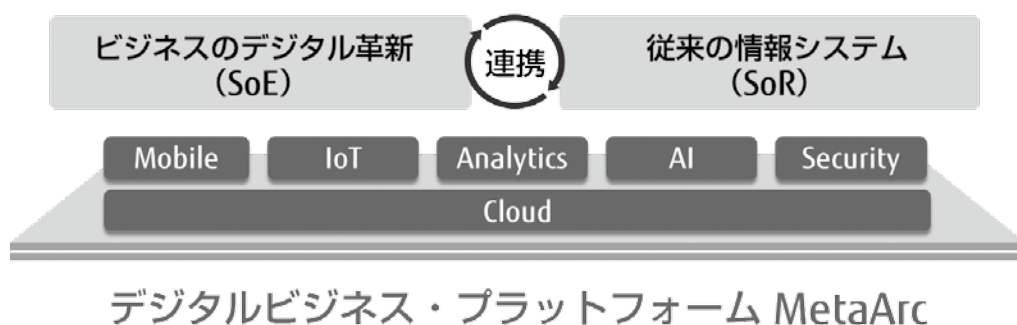 ビジネスのデジタル革新
（SoE）
連携
従来の情報システム
（SoR）
Mobile
IoT
Analytics
AI
Security
Cloud
デジタルビジネス・プラットフォーム MetaArc